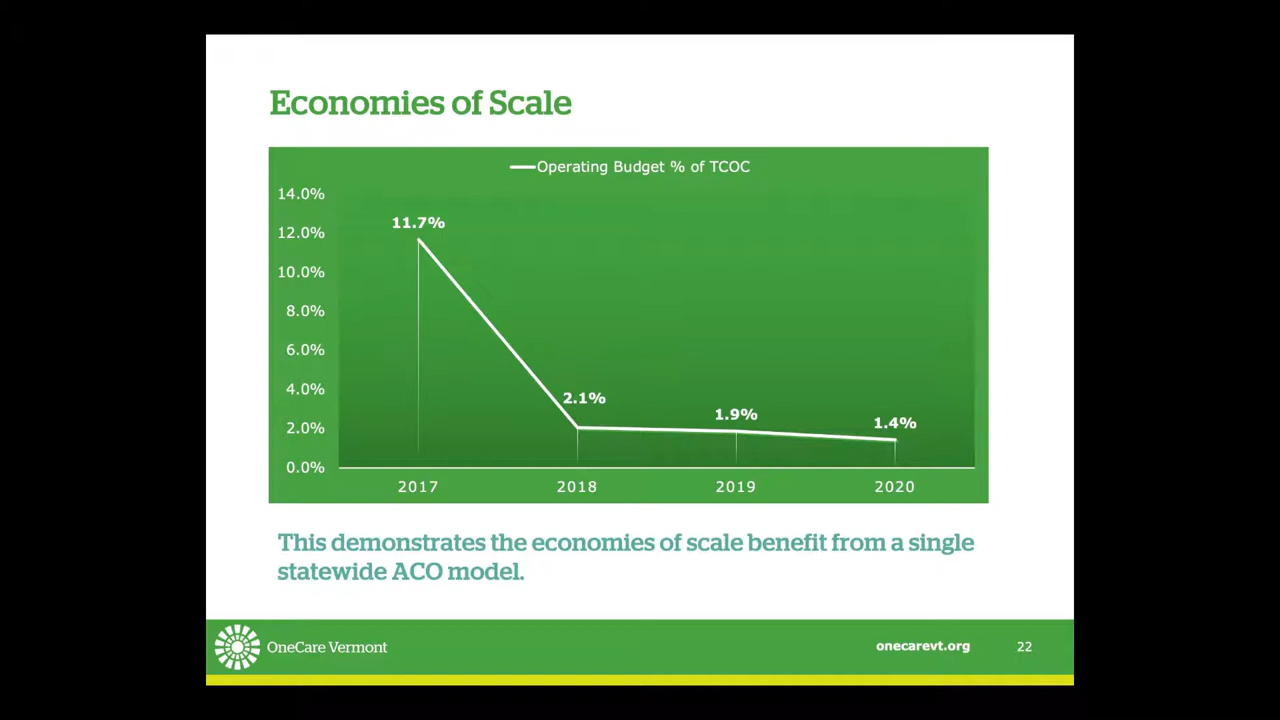 Economies of Scale
Operating Budget % of TCOC
14.0%
12.0%
10.0%
8.0%
6.0%
4.0%
2.0%
0.0%
11.7%
2.1%
1.9%
1.4%
2017 2018 2019 2020
This demonstrates the economies of scale benefit from a single
statewide ACO model.
OneCare Vermont onecarevt.org 22